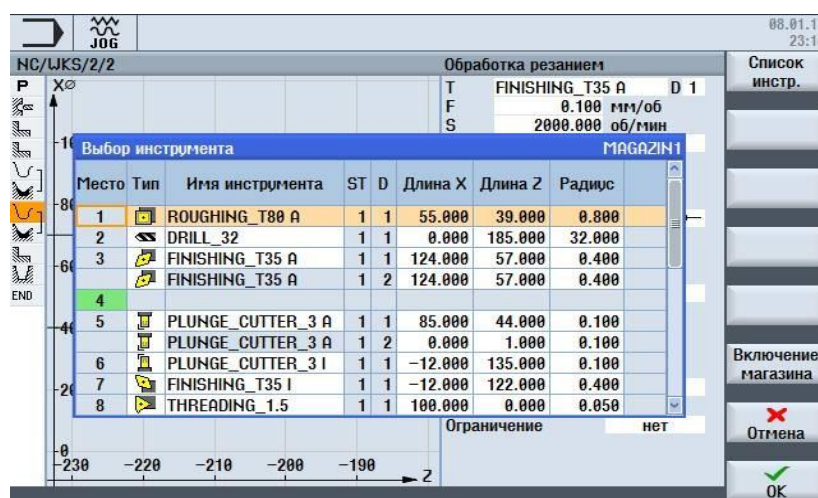 JOG
08.01.1
23:1
NC/WKS/2/2
Обработка резанием
Список
инстр.
P
X∅
T FINISHING_T35 A D 1
F 0.100 мм/об
S 2000.000 об/мин
Выбор инструмента MAGAZIN1
Место Тип Имя инструмента ST D Длина X Длина Z Радиус
1 ROUGHING_T80 A 1 1 55.000 39.000 0.800
2 DRILL_32 1 1 0.000 185.000 32.000
3 FINISHING_T35 A 1 1 124.000 57.000 0.400
FINISHING_T35 A 1 2 124.000 57.000 0.400
4
5 PLUNGE_CUTTER_3 A 1 1 85.000 44.000 0.100
PLUNGE_CUTTER_3 A 1 2 0.000 1.000 0.100
6 PLUNGE_CUTTER_3 I 1 1 -12.000 135.000 0.100
7 FINISHING_T35 I 1 1 -12.000 122.000 0.400
8 THREADING_1.5 1 1 100.000 0.000 0.050
END
-80
-60
-40
-0
Ограничение нет
-230 -220 -210 -200 -190 Z
Включение
магазина
Отмена
OK